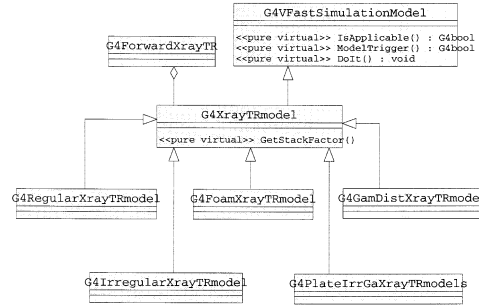 G4VFastSimulationModel
<<pure virtual>> IsApplicable() : G4bool
<<pure virtual>> ModelTrigger() : G4bool
<<pure virtual>> DoIt() : void
G4ForwardXrayTR
G4XrayTRmodel
<<pure virtual>> GetStackFactor()
G4RegularXrayTRmodel
G4FoamXrayTRmodel
G4GamDistXrayTRmode
G4IrregularXrayTRmodel
G4PlateIrrGaXrayTRmodels